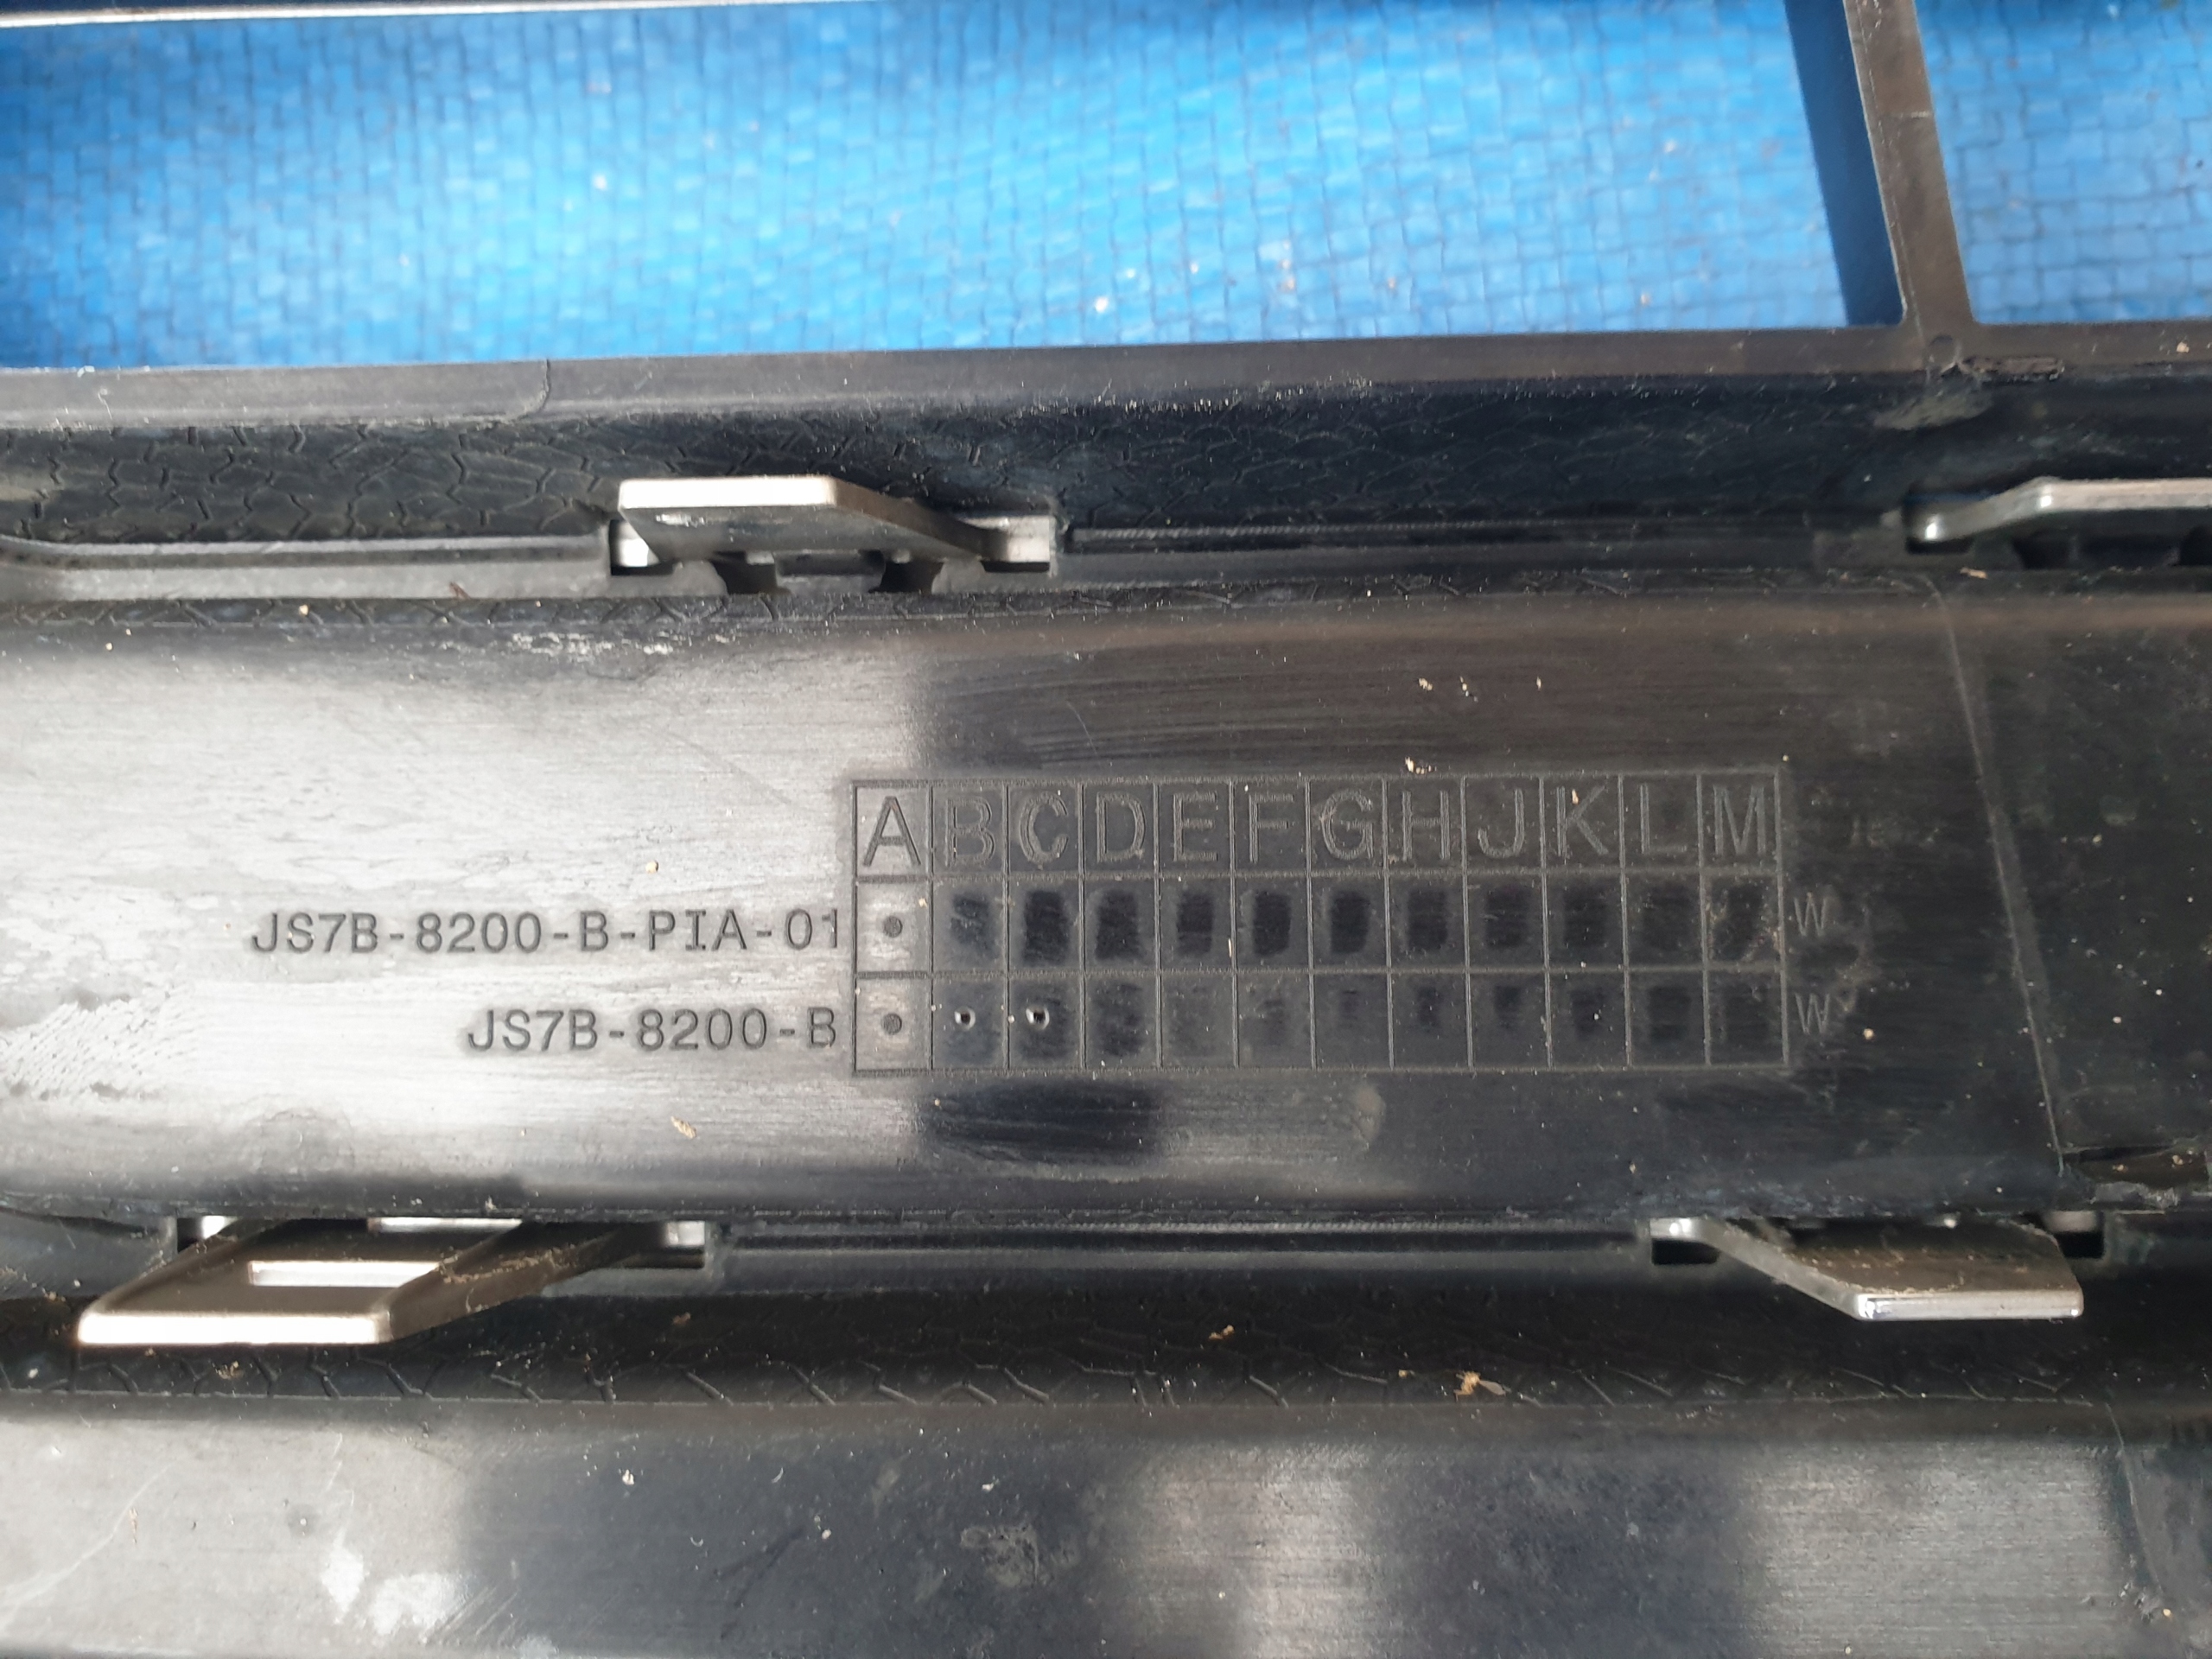 A B C D E F G H J K L M
JS7B-8200-B-PIA-01 W
JS7B-8200-B W